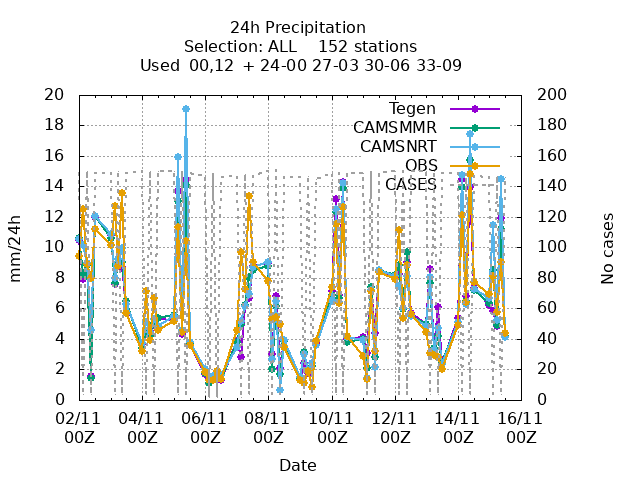 24h Precipitation
Selection: ALL 152 stations
Used 00,12 + 24-00 27-03 30-06 33-09
20 200
18 180
16 160
14 140
12 120
10 100
8 80
6 60
4 40
2 20
0 0
Tegen
CAMSMMR
CAMSNRT
OBS
CASES
mm/24h
No cases
02/11 04/11 06/11 08/11 10/11 12/11 14/11 16/11
00Z 00Z 00Z 00Z 00Z 00Z 00Z 00Z
Date